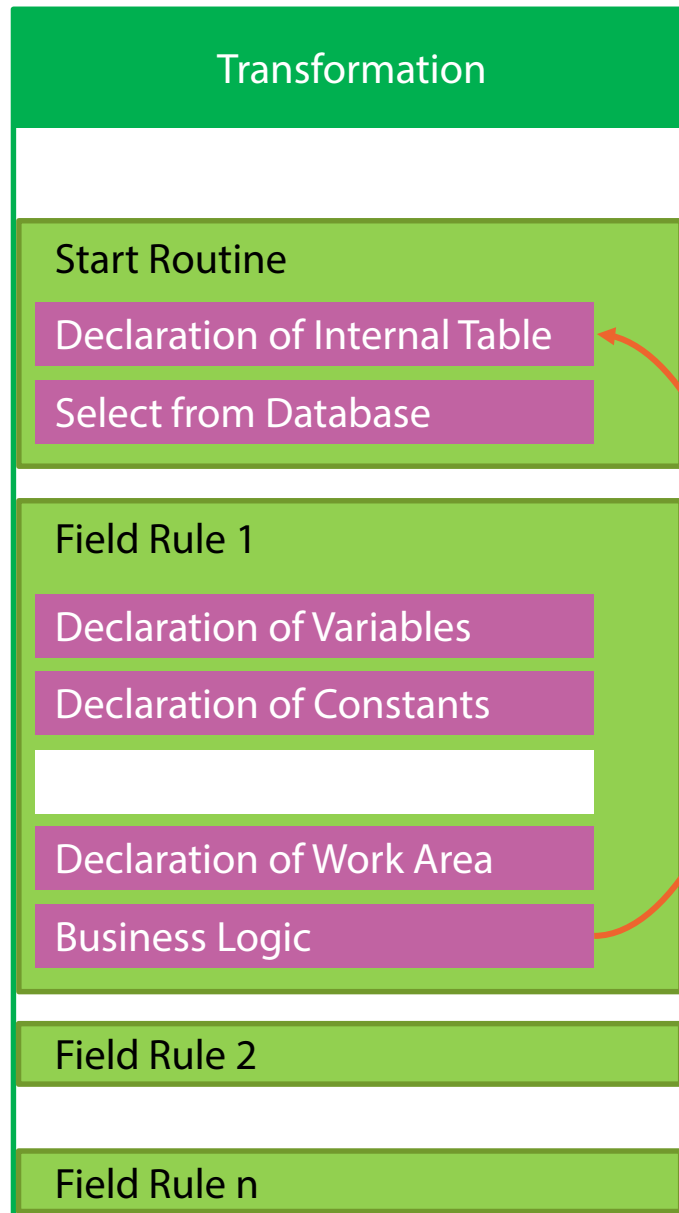 Transformation
Start Routine
Declaration of Internal Table
Select from Database
Field Rule 1
Declaration of Variables
Declaration of Constants
Declaration of Work Area
Business Logic
Field Rule 2
Field Rule n